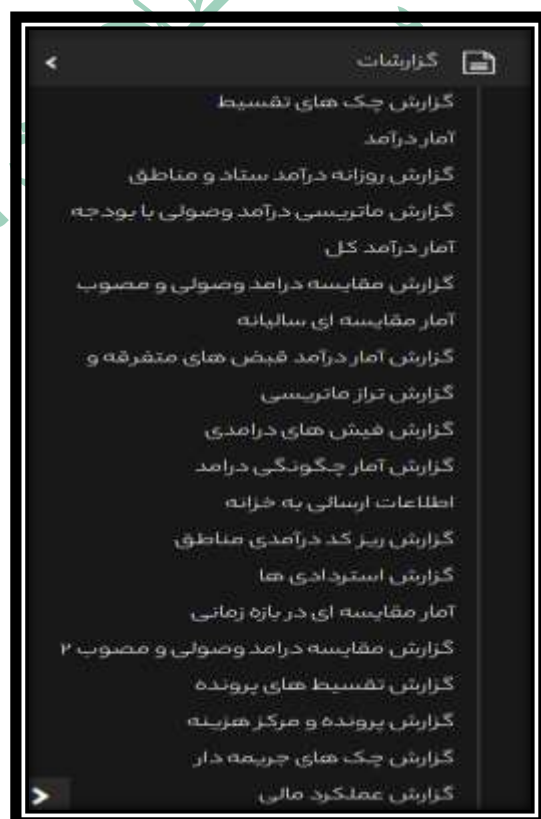 گزارشات
گزارش چک های تقسیط
آمار درآمد
گزارش روزانه درآمد ستاد و مناطق
گزارش ماتریسی درآمد وصولی با بودجه
آمار درآمد کل
گزارش مقایسه درامد وصولی و مصوب
آمار مقایسه ای سالیانه
گزارش آمار درآمد قبض های متفرقه و
گزارش تراز ماتریسی
گزارش فیش های درامدی
گزارش آمار چگونگی درامد
اطلاعات ارسالی به خزانه
گزارش ریز کد درآمدی مناطق
گزارش استردادی ها
آمار مقایسه ای در بازه زمانی
گزارش مقایسه درامد وصولی و مصوب ۲
گزارش تقسیط های پرونده
گزارش پرونده و مرکز هزینه
گزارش چک های جریمه دار
گزارش عملکرد مالی